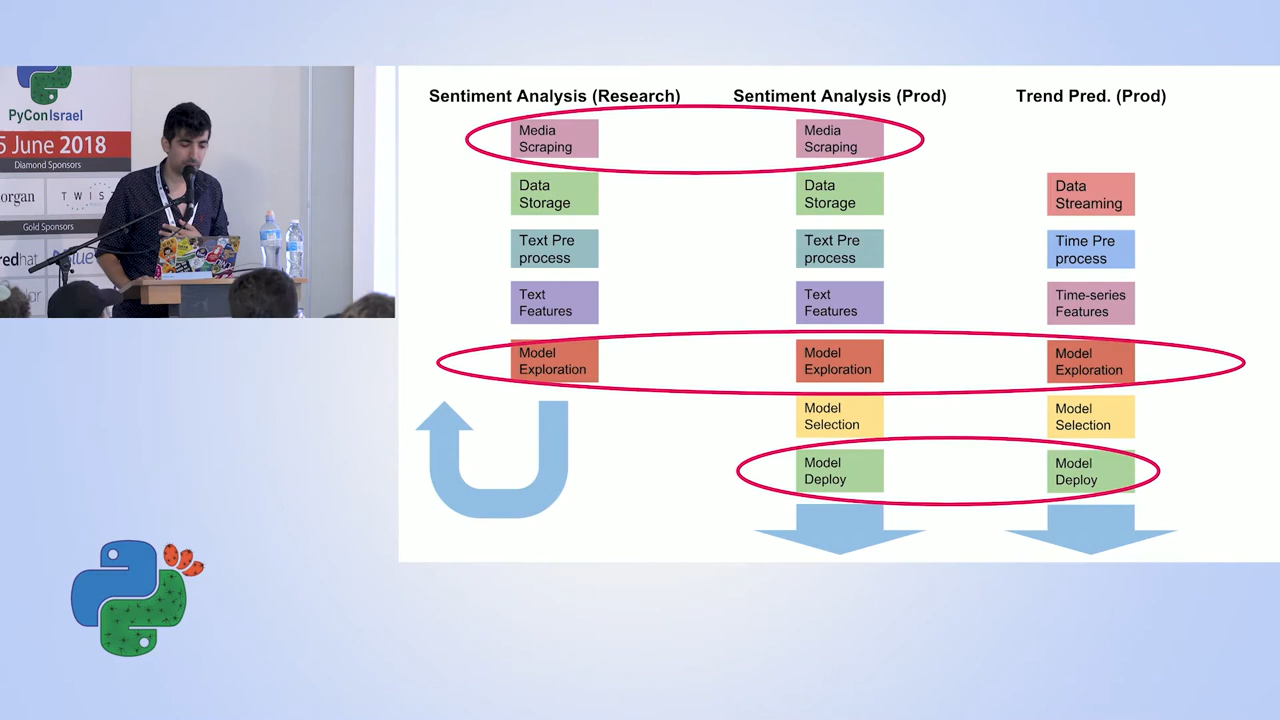 PyConIsrael
5 June 2018
Diamond Sponsors
organ
TWIS
Gold Sponsors
redhat
Sentiment Analysis (Research)
Sentiment Analysis (Prod)
Trend Pred. (Prod)
Media
Scraping
Media
Scraping
Data
Storage
Data
Storage
Data
Streaming
Text Pre
process
Text Pre
process
Time Pre
process
Text
Features
Text
Features
Time-series
Features
Model
Exploration
Model
Exploration
Model
Exploration
Model
Selection
Model
Selection
Model
Deploy
Model
Deploy